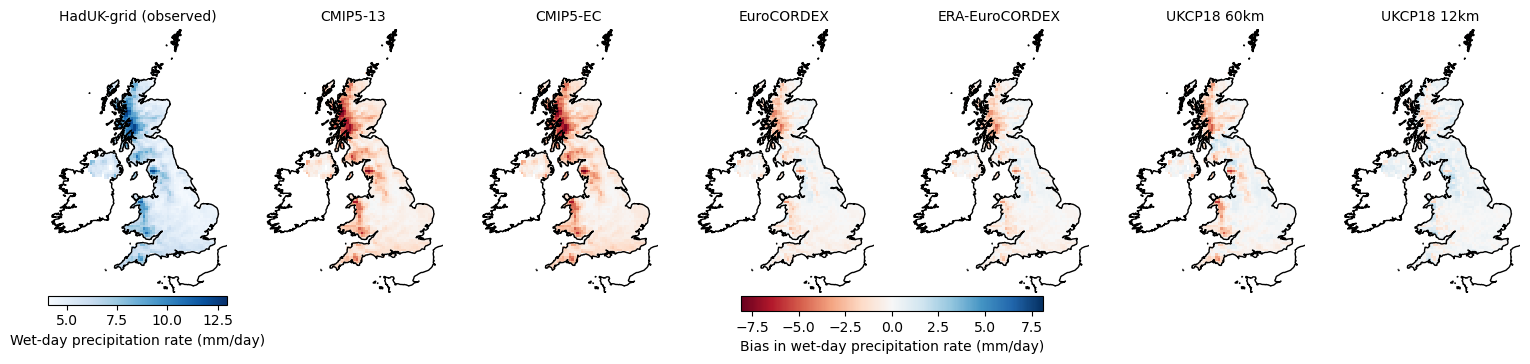 HadUK-grid (observed)
CMIP5-13
CMIP5-EC
EuroCORDEX
ERA-EuroCORDEX
UKCP18 60km
UKCP18 12km
5.0 7.5 10.0 12.5
Wet-day precipitation rate (mm/day)
−7.5 −5.0 −2.5 0.0 2.5 5.0 7.5
Bias in wet-day precipitation rate (mm/day)